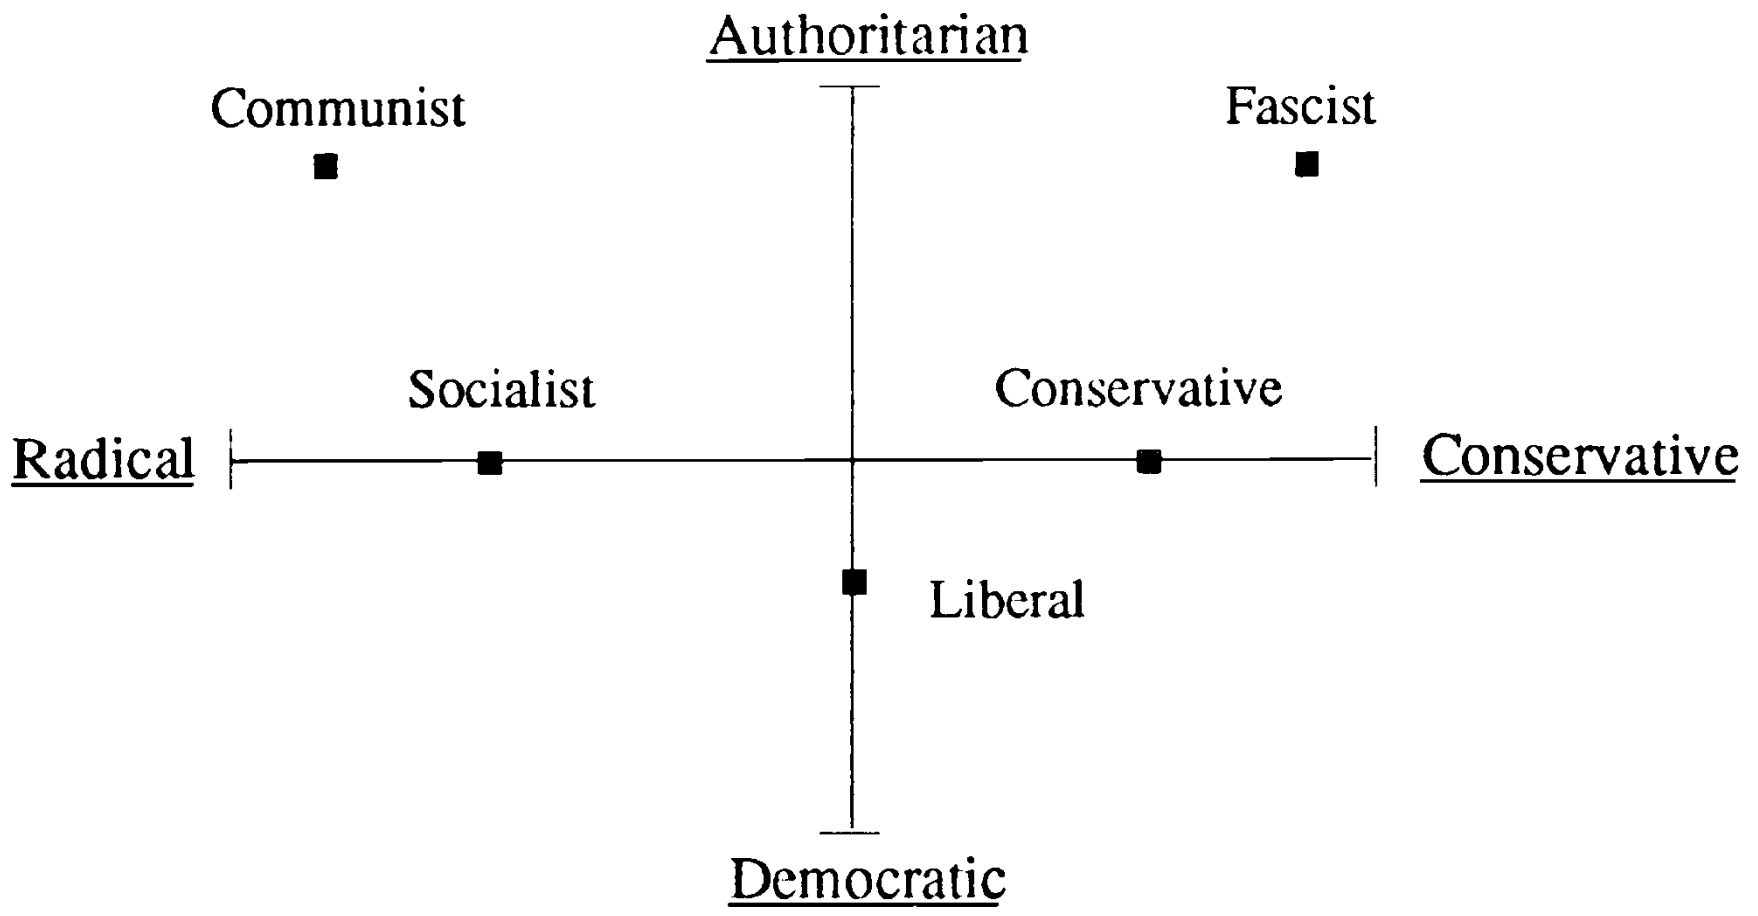 Authoritarian
Communist
Fascist
Socialist
Conservative
Radical
Conservative
Liberal
Democratic